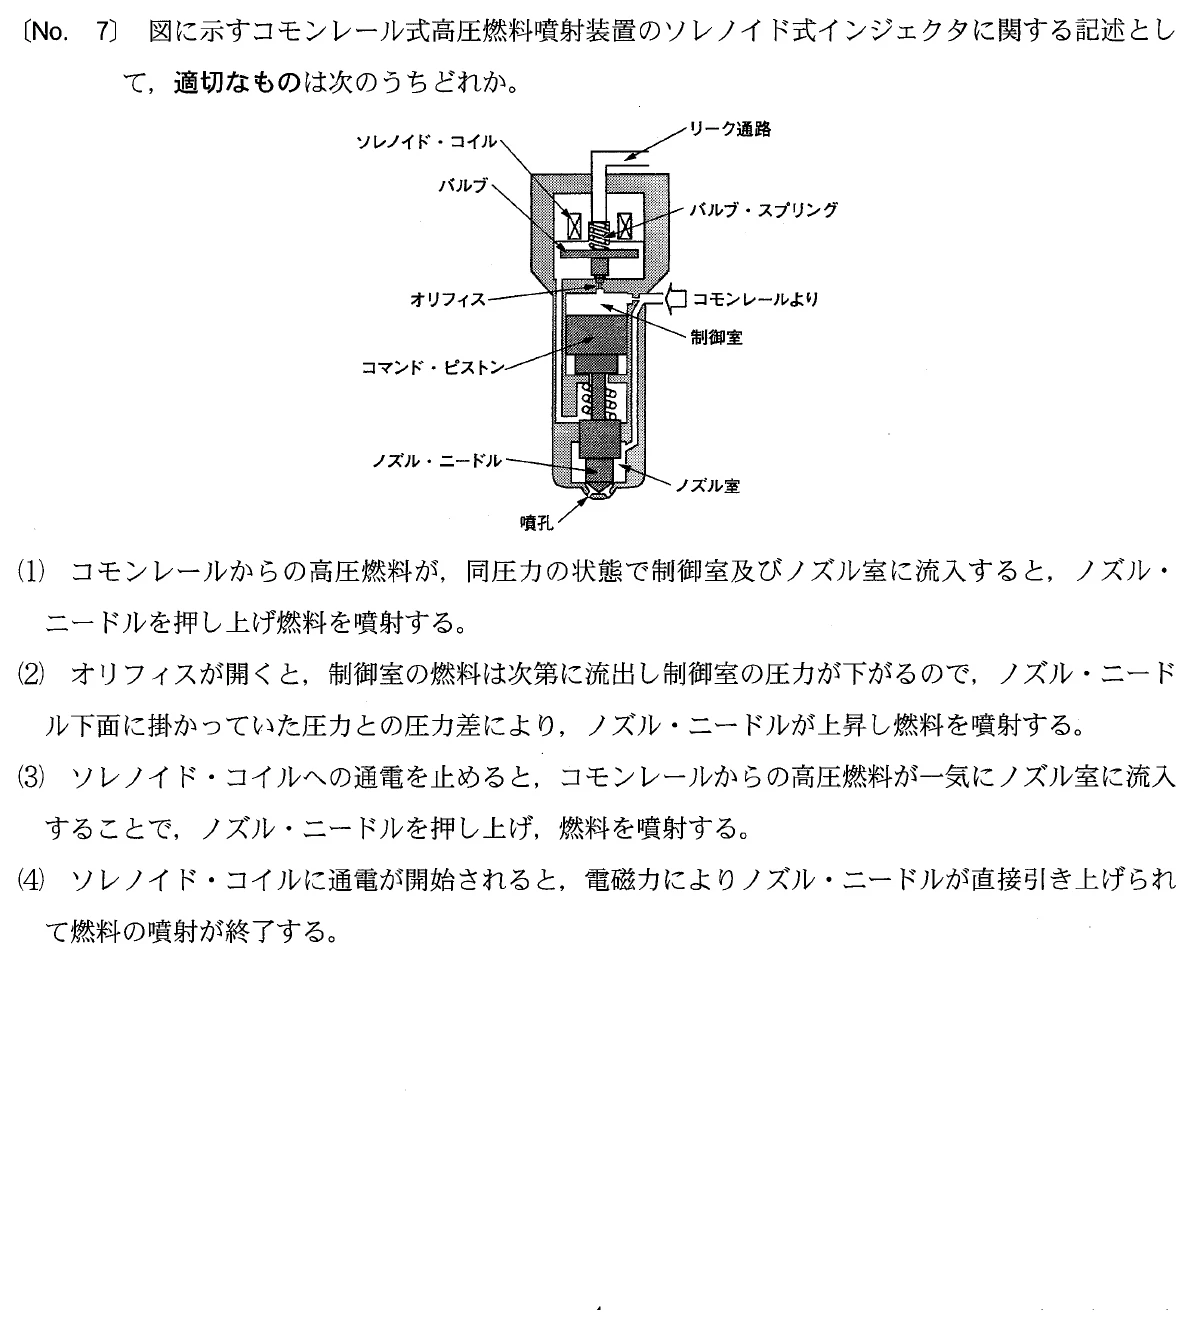 〔No. 7〕 図に示すコモンレール式高圧燃料噴射装置のソレノイド式インジェクタに関する記述とし
て，適切なものは次のうちどれか。
リーク通路
ソレノイド・コイル
バルブ
バルブ・スプリング
オリフィス
コモンレールより
制御室
コマンド・ピストン
ノズル・ニードル
ノズル室
噴孔
⑴ コモンレールからの高圧燃料が，同圧力の状態で制御室及びノズル室に流入すると，ノズル・
ニードルを押し上げ燃料を噴射する。
⑵ オリフィスが開くと，制御室の燃料は次第に流出し制御室の圧力が下がるので，ノズル・ニード
ル下面に掛かっていた圧力との圧力差により，ノズル・ニードルが上昇し燃料を噴射する。
⑶ ソレノイド・コイルへの通電を止めると，コモンレールからの高圧燃料が一気にノズル室に流入
することで，ノズル・ニードルを押し上げ，燃料を噴射する。
⑷ ソレノイド・コイルに通電が開始されると，電磁力によりノズル・ニードルが直接引き上げられ
て燃料の噴射が終了する。